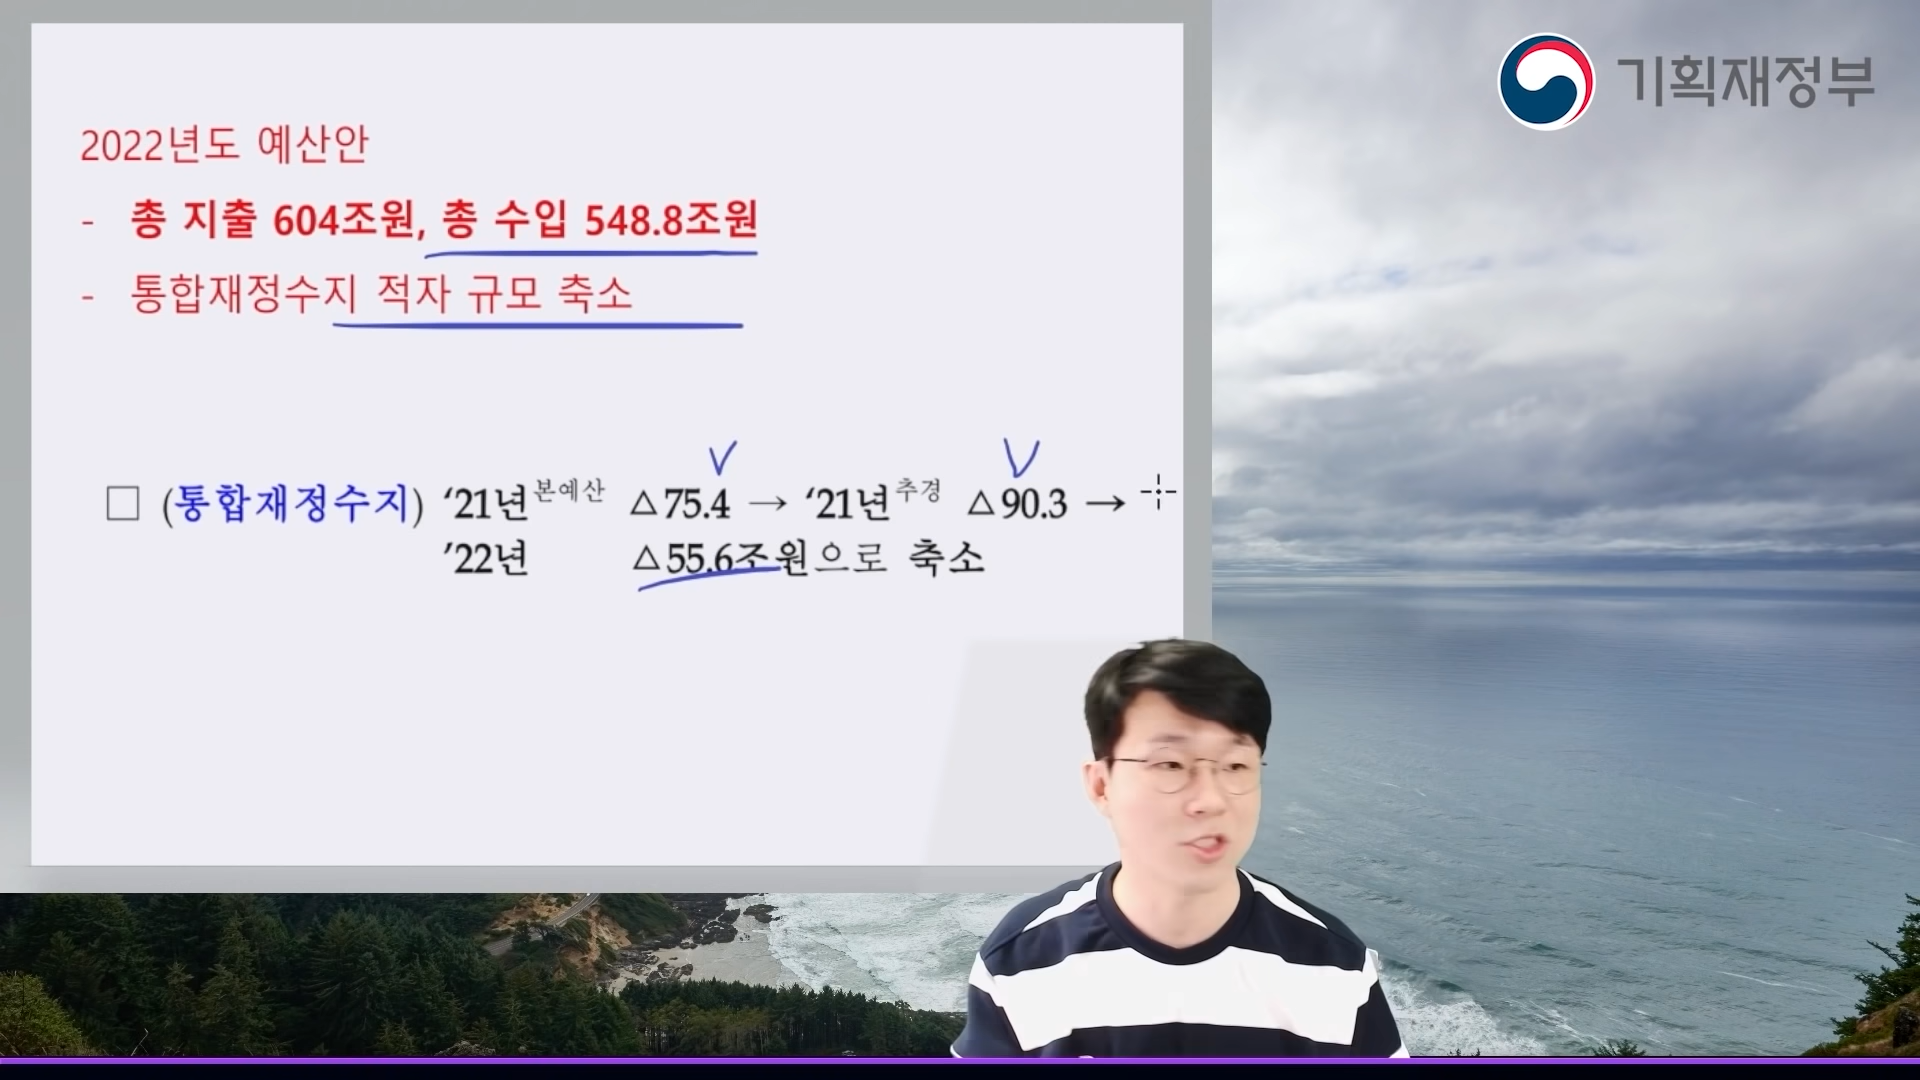 기획재정부
2022년도 예산안
- 총 지출 604조원, 총 수입 548.8조원
- 통합재정수지 적자 규모 축소
□ (통합재정수지) ‘21년 본예산 △75.4 → ‘21년 추경 △90.3 →
’22년 △55.6조원으로 축소